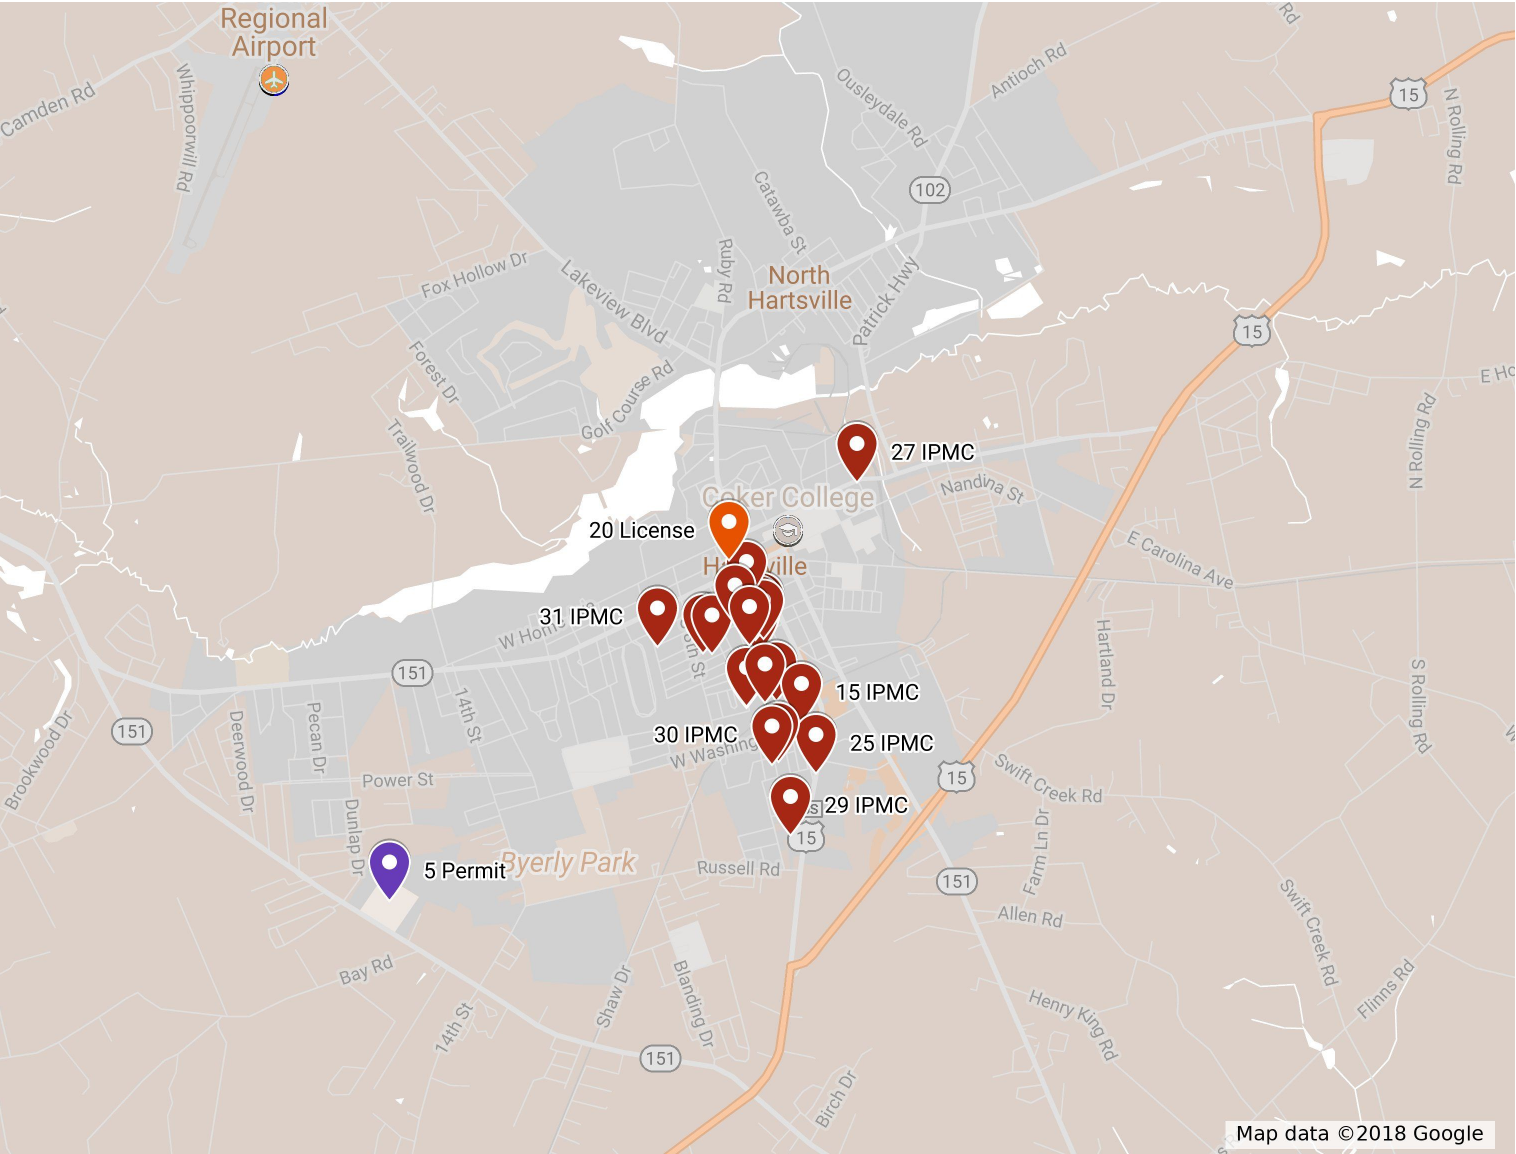 Regional
Airport
Rd
Antioch Rd
Ousleydale Rd
15
N Rolling Rd
Camden Rd
Whippoorwill Rd
102
Catawba St
Fox Hollow Dr
Ruby Rd
North
Hartsville
Lakeview Blvd
Patrick Hwy
15
Forest Dr
Golf Course Rd
N Rolling Rd
Trailwood Dr
27 IPMC
Coker College
Nandina St
20 License
E Carolina Ave
31 IPMC
151
14th St
15 IPMC
Hartland Dr
S Rolling Rd
30 IPMC
25 IPMC
151
Brookwood Dr
Deerwood Dr
Pecan Dr
Power St
15
Swift Creek Rd
Dunlap Dr
29 IPMC
15
Farm Ln Dr
5 Permit
Byerly Park
Russell Rd
151
Allen Rd
Swift Creek Rd
Bay Rd
Shaw Dr
Blanding Dr
Flinns Rd
14th St
Henry King Rd
151
Birch Dr
Map data ©2018 Google